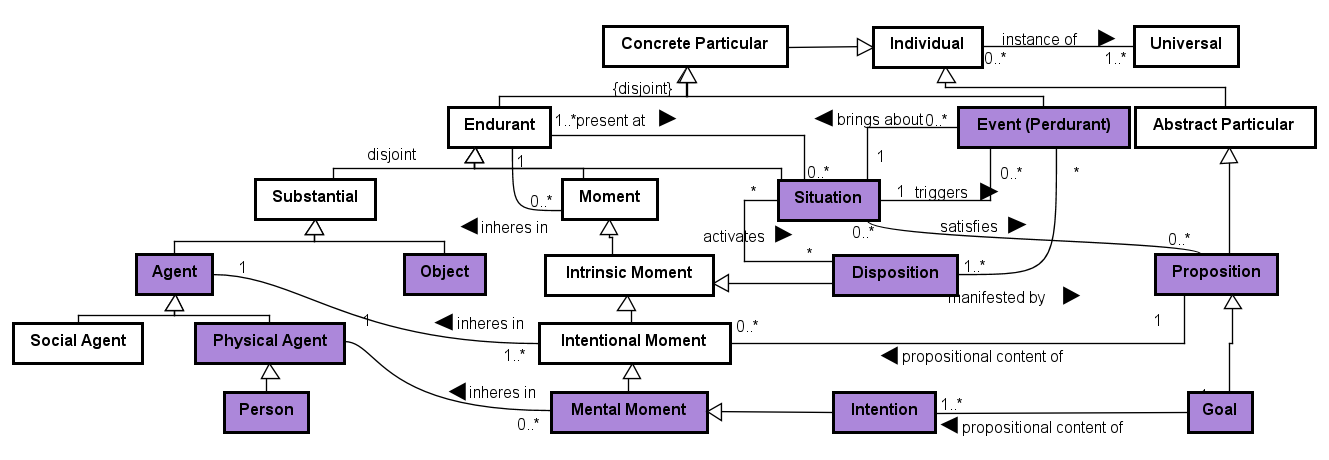 Concrete Particular
Individual
instance of
0..*
1..*
Universal
{disjoint}
Endurant
1..*
present at
brings about
0..*
Event (Perdurant)
Abstract Particular
disjoint
1
1
0..*
0..*
*
Substantial
Moment
0..*
inheres in
*
Situation
1
triggers
activates
0..*
satisfies
0..*
Agent
1
Object
Intrinsic Moment
*
Disposition
1..*
Proposition
manifested by
Social Agent
Physical Agent
1
inheres in
1..*
Intentional Moment
0..*
1
propositional content of
Person
inheres in
0..*
Mental Moment
Intention
1..*
propositional content of
1
Goal